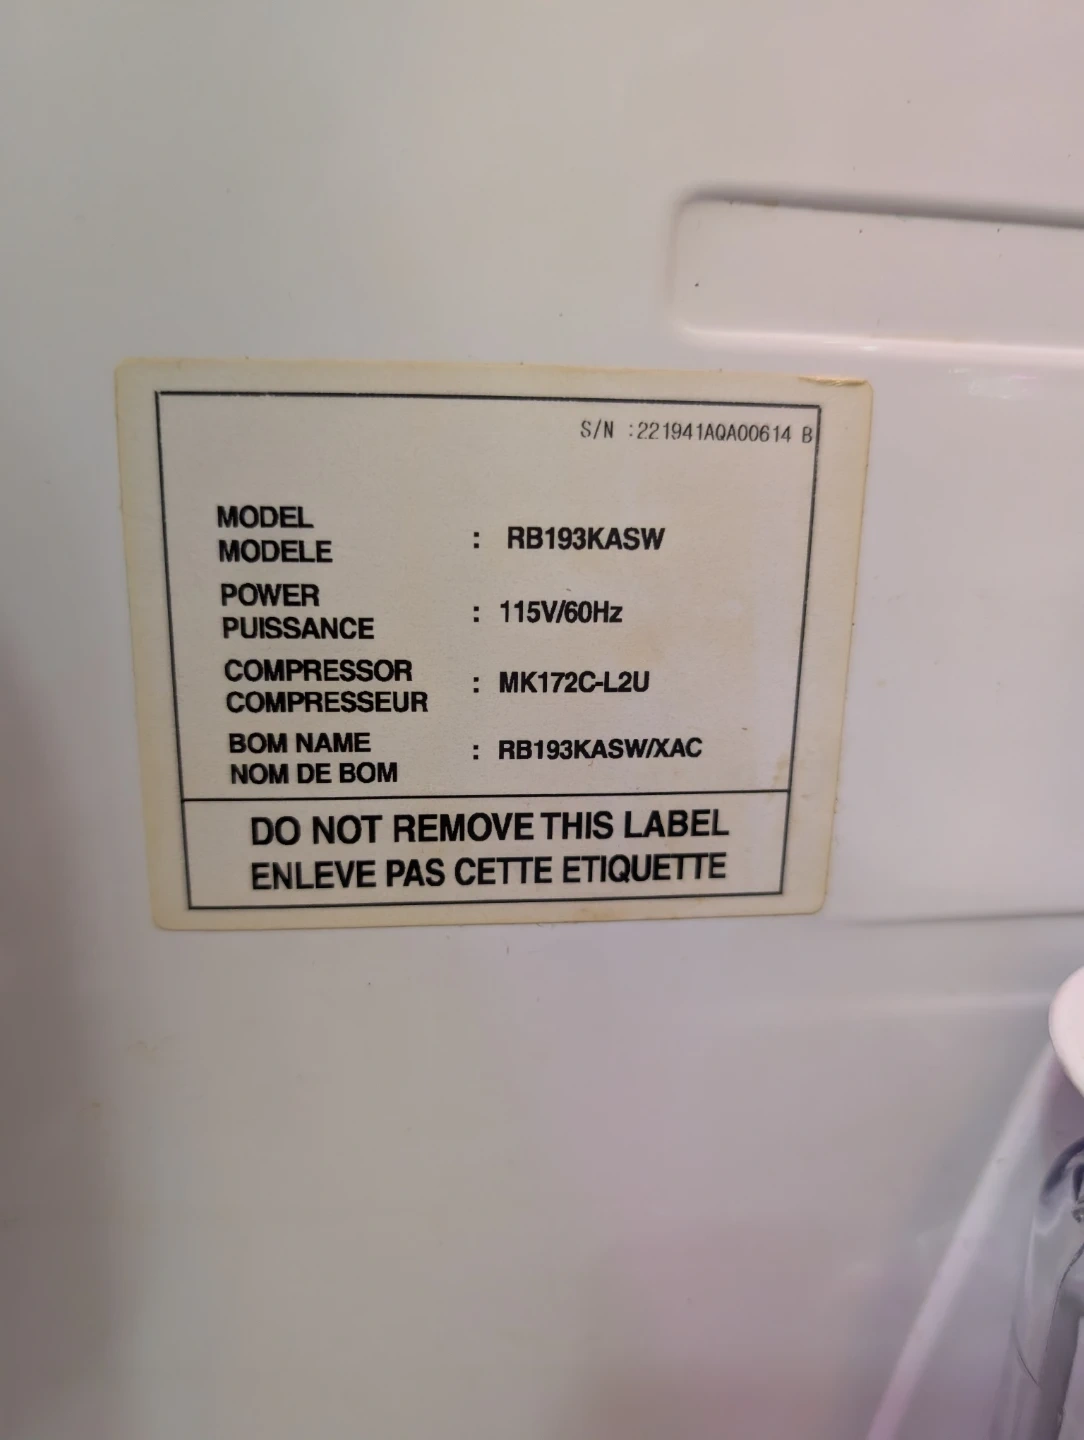 S/N :221941AQA00614 B
MODEL
MODELE : RB193KASW
POWER
PUISSANCE : 115V/60Hz
COMPRESSOR
COMPRESSEUR : MK172C-L2U
BOM NAME
NOM DE BOM : RB193KASW/XAC
DO NOT REMOVE THIS LABEL
ENLEVE PAS CETTE ETIQUETTE